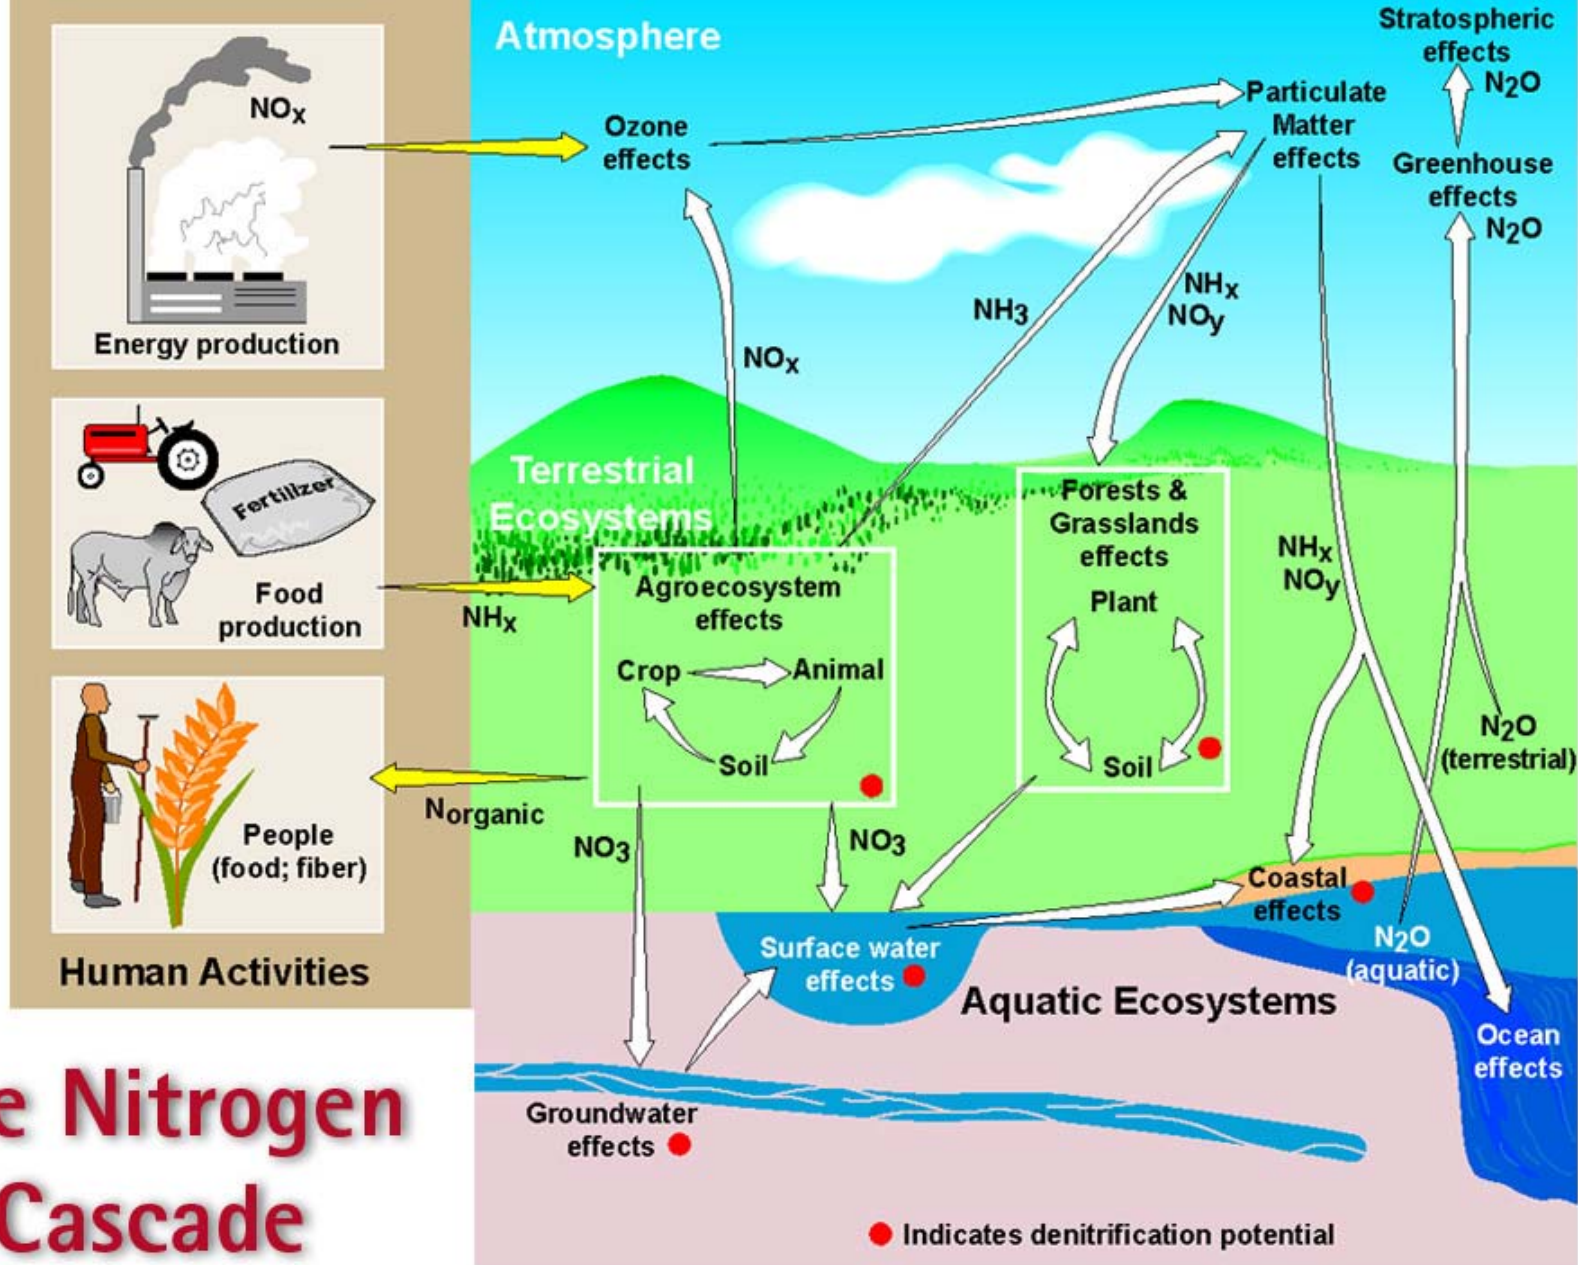 Atmosphere
Stratospheric
effects
N2O
NOx
Ozone
effects
Particulate
Matter
effects
Greenhouse
effects
N2O
Energy production
NOx
NH3
NHx
NOy
Terrestrial
Ecosystems
Fertilizer
Food
production
NHx
Agroecosystem
effects
Crop
Animal
Soil
Forests &
Grasslands
effects
Plant
Soil
NHx
NOy
N2O
(terrestrial)
Norganic
People
(food; fiber)
Human Activities
NO3
NO3
Coastal
effects
N2O
(aquatic)
Surface water
effects
Aquatic Ecosystems
Ocean
effects
Groundwater
effects
Indicates denitrification potential
e Nitrogen
Cascade